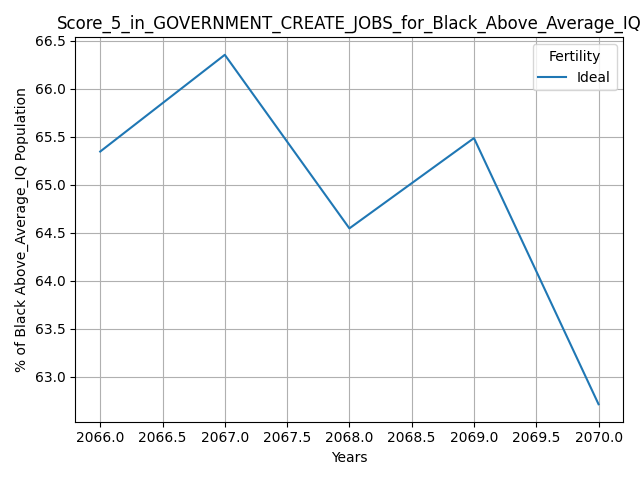 Score_5_in_GOVERNMENT_CREATE_JOBS_for_Black_Above_Average_IQ
Fertility
Ideal
% of Black Above_Average_IQ Population
66.5
66.0
65.5
65.0
64.5
64.0
63.5
63.0
2066.0 2066.5 2067.0 2067.5 2068.0 2068.5 2069.0 2069.5 2070.0
Years